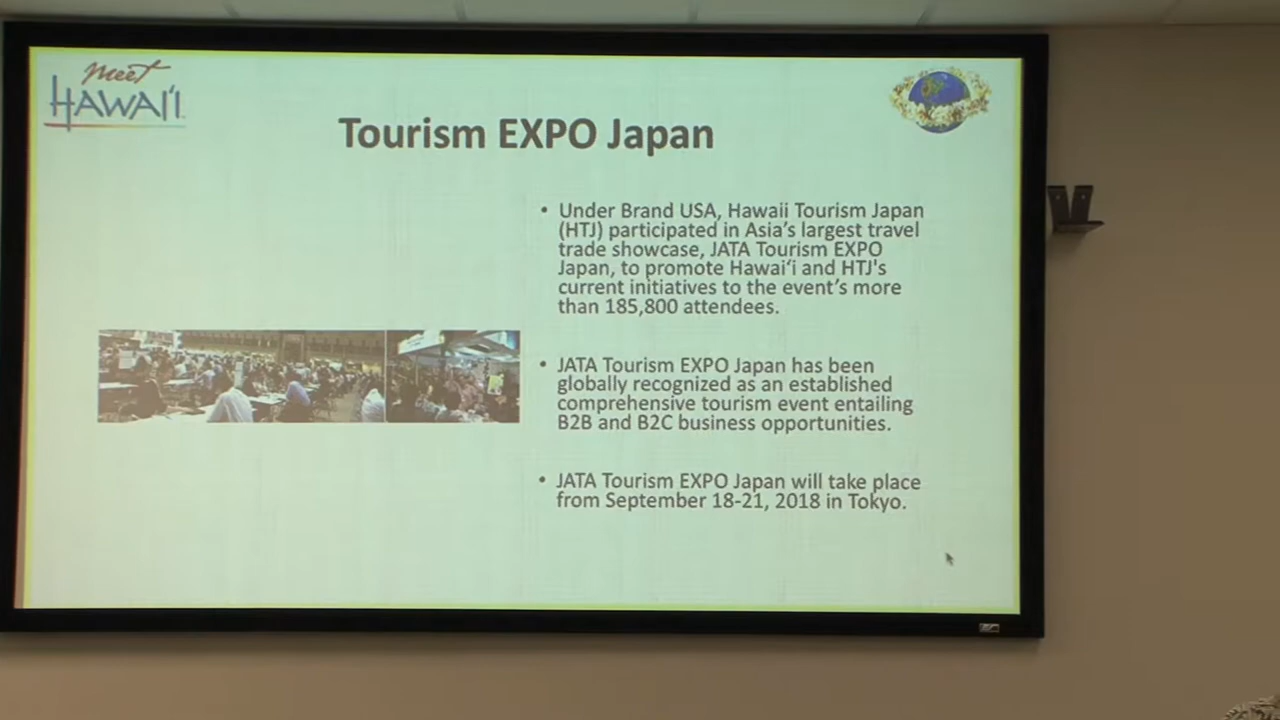 meet
HAWAI'I
Tourism EXPO Japan
• Under Brand USA, Hawaii Tourism Japan
(HTJ) participated in Asia's largest travel
trade showcase, JATA Tourism EXPO
Japan, to promote Hawai‘i and HTJ's
current initiatives to the event's more
than 185,800 attendees.
• JATA Tourism EXPO Japan has been
globally recognized as an established
comprehensive tourism event entailing
B2B and B2C business opportunities.
• JATA Tourism EXPO Japan will take place
from September 18-21, 2018 in Tokyo.